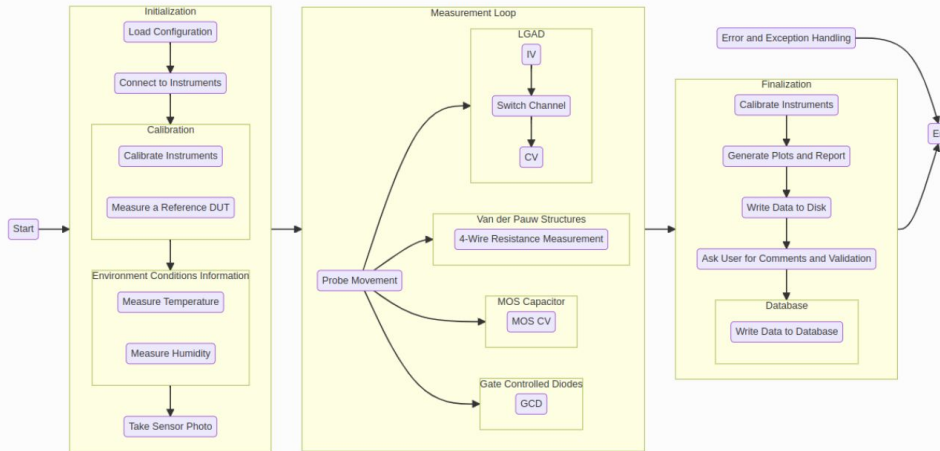 Start
Initialization
Load Configuration
Connect to Instruments
Calibration
Calibrate Instruments
Measure a Reference DUT
Environment Conditions Information
Measure Temperature
Measure Humidity
Take Sensor Photo
Measurement Loop
Probe Movement
LGAD
IV
Switch Channel
CV
Van der Pauw Structures
4-Wire Resistance Measurement
MOS Capacitor
MOS CV
Gate Controlled Diodes
GCD
Error and Exception Handling
Finalization
Calibrate Instruments
Generate Plots and Report
Write Data to Disk
Ask User for Comments and Validation
Database
Write Data to Database